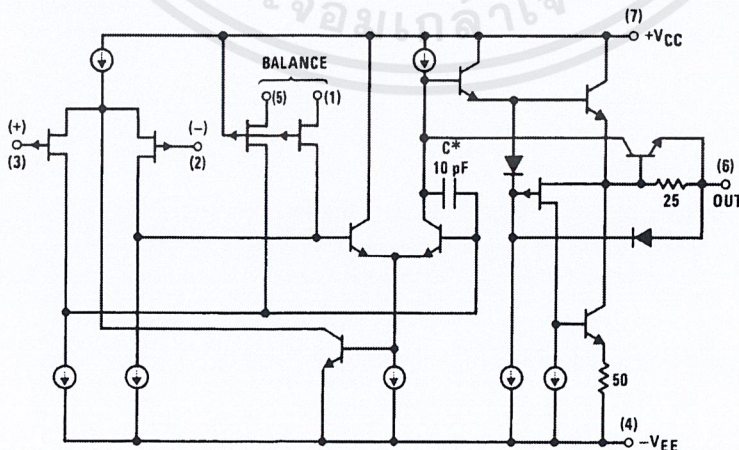 (7)
+VCC
BALANCE
(5)
(1)
(+)
(3)
(-)
(2)
C*
10 pF
(6)
OUT
25
50
(4)
-VEE